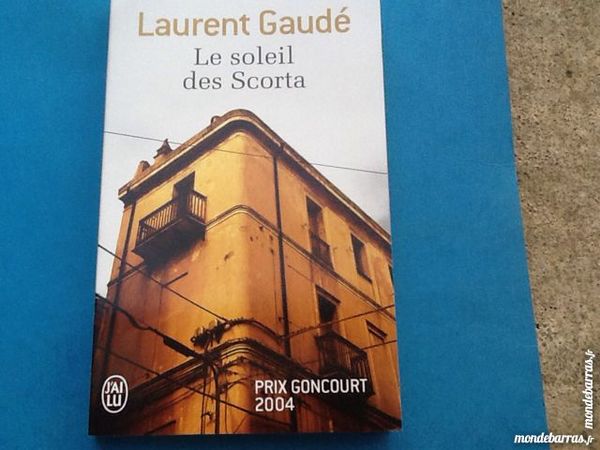 Laurent Gaudé
Le soleil
des Scorta
J'AI
LU
PRIX GONCOURT
2004
mondebarras.fr
mondebarras.fr